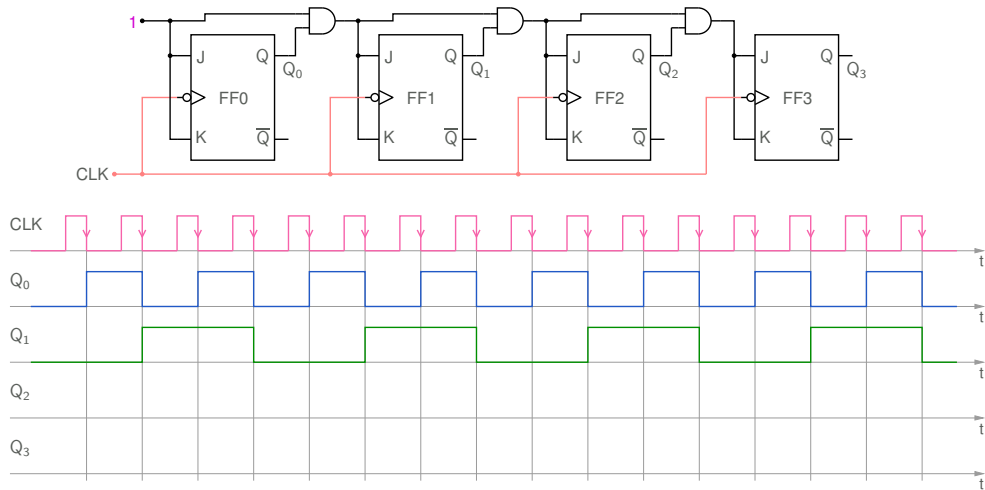 1
J Q J Q J Q J Q
Q₀ Q₁ Q₂ Q₃
FF0 FF1 FF2 FF3
K Q̅ K Q̅ K Q̅ K Q̅
CLK
CLK
t
Q₀
t
Q₁
t
Q₂
t
Q₃
t